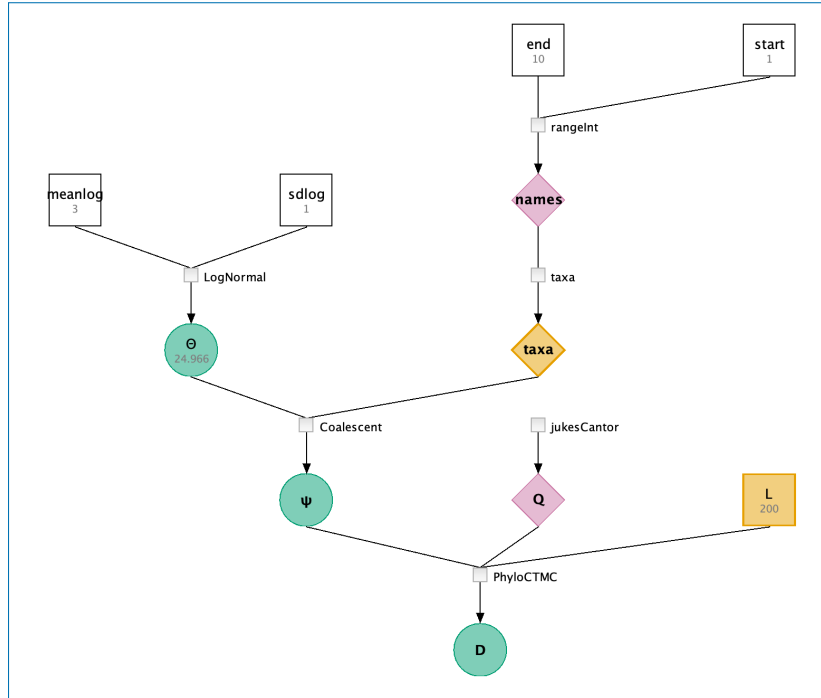 end
10
start
1
rangeInt
meanlog
3
sdlog
1
names
LogNormal
taxa
Θ
24.966
taxa
Coalescent
jukesCantor
ψ
Q
L
200
PhyloCTMC
D